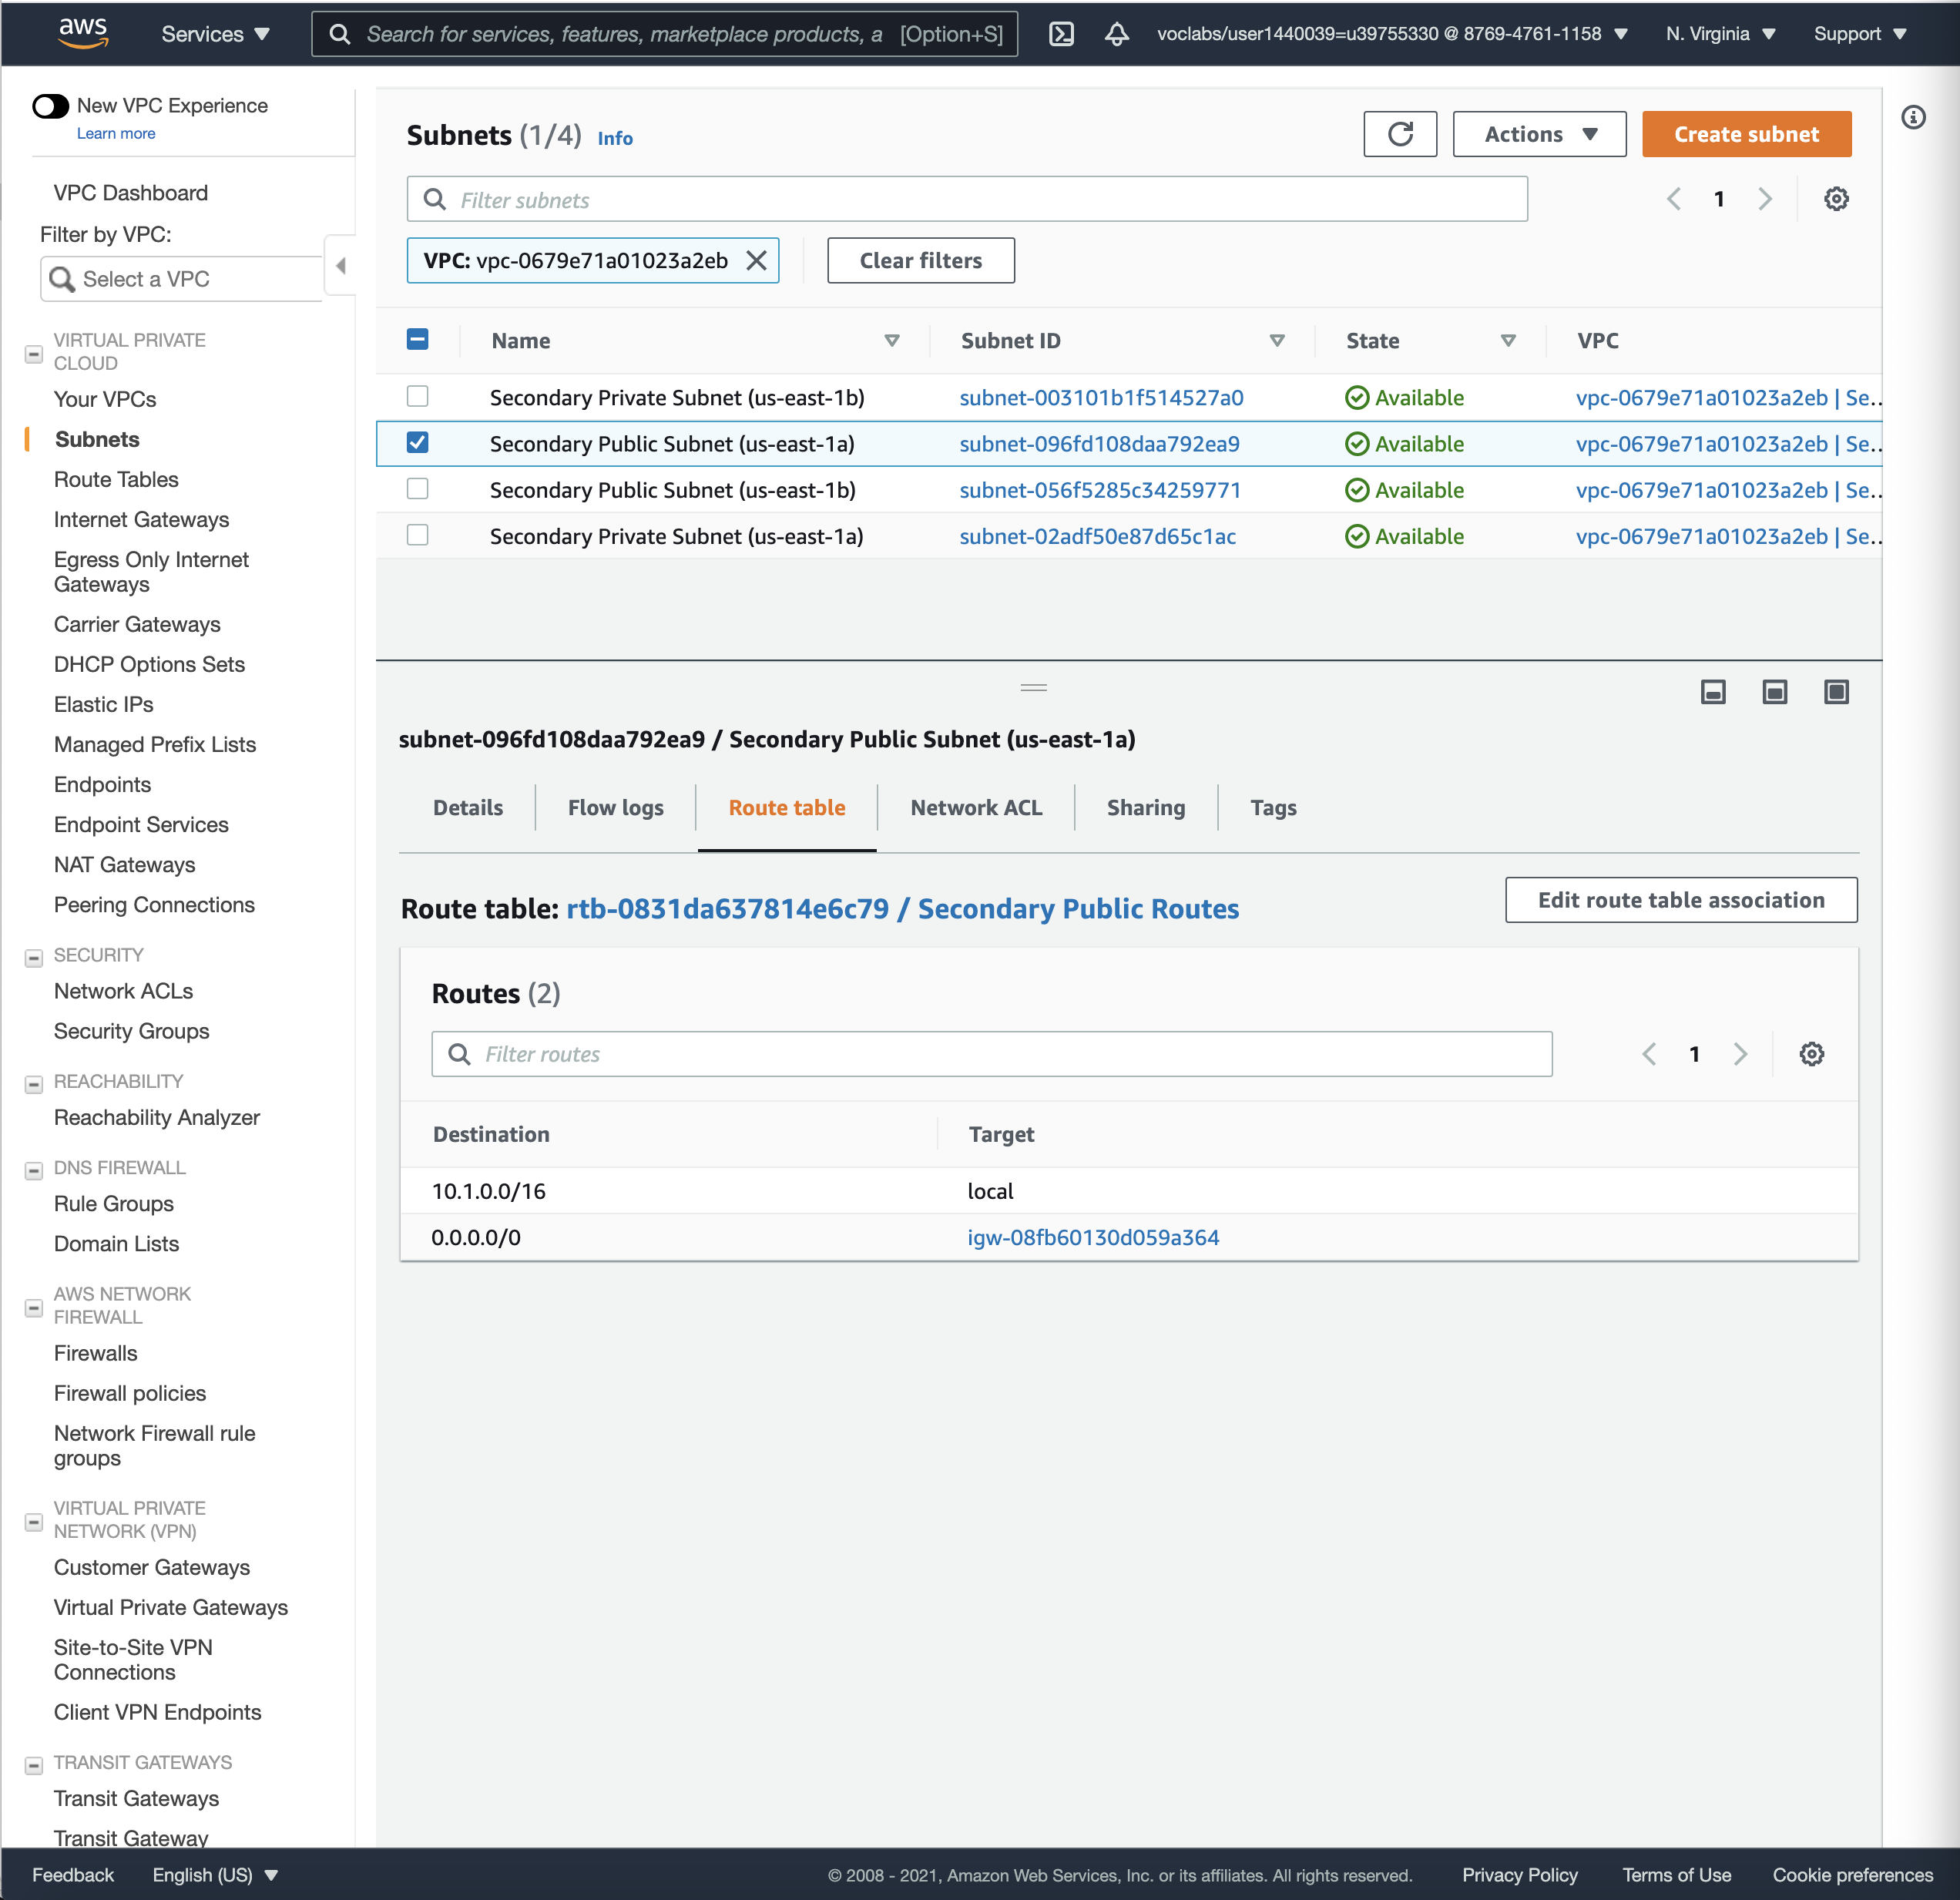 aws
Services
Search for services, features, marketplace products, a [Option+S]
voclabs/user1440039=u39755330 @ 8769-4761-1158
N. Virginia
Support
New VPC Experience
Learn more
VPC Dashboard
Filter by VPC:
Select a VPC
VIRTUAL PRIVATE
CLOUD
Your VPCs
Subnets
Route Tables
Internet Gateways
Egress Only Internet
Gateways
Carrier Gateways
DHCP Options Sets
Elastic IPs
Managed Prefix Lists
Endpoints
Endpoint Services
NAT Gateways
Peering Connections
SECURITY
Network ACLs
Security Groups
REACHABILITY
Reachability Analyzer
DNS FIREWALL
Rule Groups
Domain Lists
AWS NETWORK
FIREWALL
Firewalls
Firewall policies
Network Firewall rule
groups
VIRTUAL PRIVATE
NETWORK (VPN)
Customer Gateways
Virtual Private Gateways
Site-to-Site VPN
Connections
Client VPN Endpoints
TRANSIT GATEWAYS
Transit Gateways
Transit Gateway
Subnets (1/4) Info
Actions
Create subnet
Filter subnets
1
VPC: vpc-0679e71a01023a2eb
Clear filters
Name Subnet ID State VPC
Secondary Private Subnet (us-east-1b) subnet-003101b1f514527a0 Available vpc-0679e71a01023a2eb | Se..
Secondary Public Subnet (us-east-1a) subnet-096fd108daa792ea9 Available vpc-0679e71a01023a2eb | Se..
Secondary Public Subnet (us-east-1b) subnet-056f5285c34259771 Available vpc-0679e71a01023a2eb | Se..
Secondary Private Subnet (us-east-1a) subnet-02adf50e87d65c1ac Available vpc-0679e71a01023a2eb | Se..
subnet-096fd108daa792ea9 / Secondary Public Subnet (us-east-1a)
Details Flow logs Route table Network ACL Sharing Tags
Route table: rtb-0831da637814e6c79 / Secondary Public Routes
Edit route table association
Routes (2)
Filter routes
1
Destination Target
10.1.0.0/16 local
0.0.0.0/0 igw-08fb60130d059a364
Feedback
English (US)
© 2008 - 2021, Amazon Web Services, Inc. or its affiliates. All rights reserved.
Privacy Policy
Terms of Use
Cookie preferences